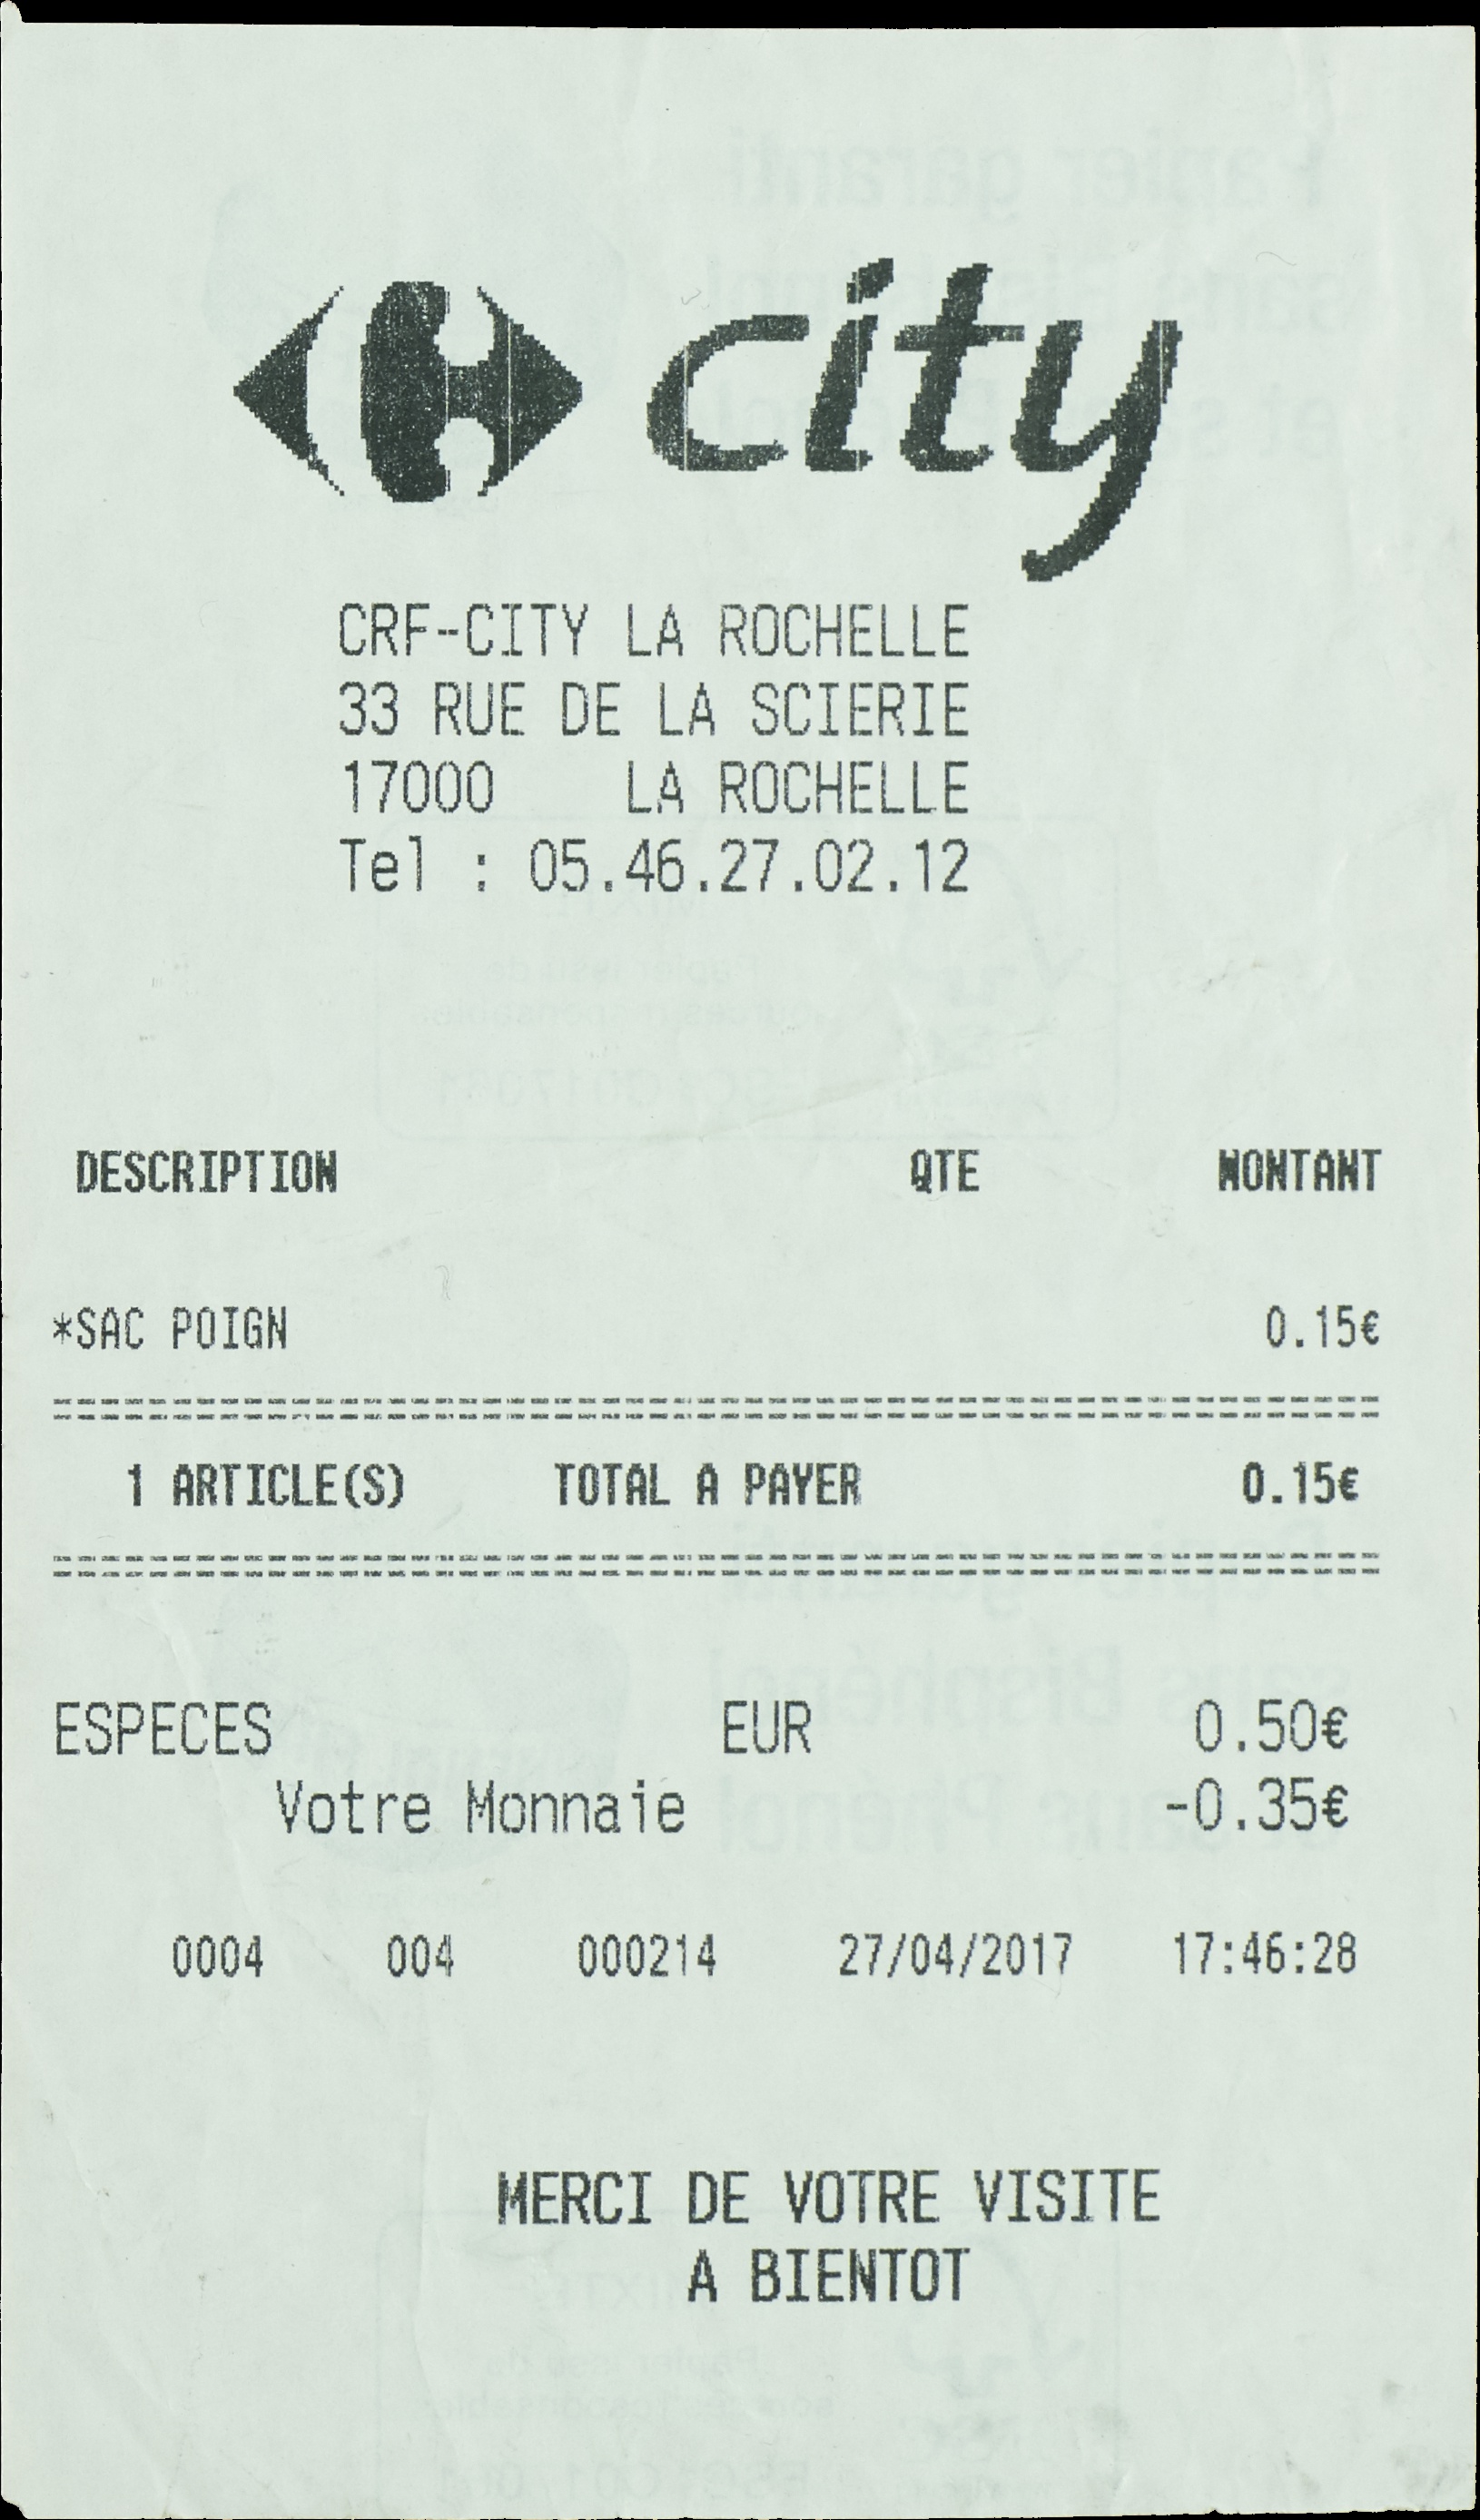 city
CRF-CITY LA ROCHELLE
33 RUE DE LA SCIERIE
17000 LA ROCHELLE
Tel : 05.46.27.02.12
DESCRIPTION QTE MONTANT
*SAC POIGN 0.15€
1 ARTICLE(S) TOTAL A PAYER 0.15€
ESPECES EUR 0.50€
Votre Monnaie -0.35€
0004 004 000214 27/04/2017 17:46:28
MERCI DE VOTRE VISITE
A BIENTOT